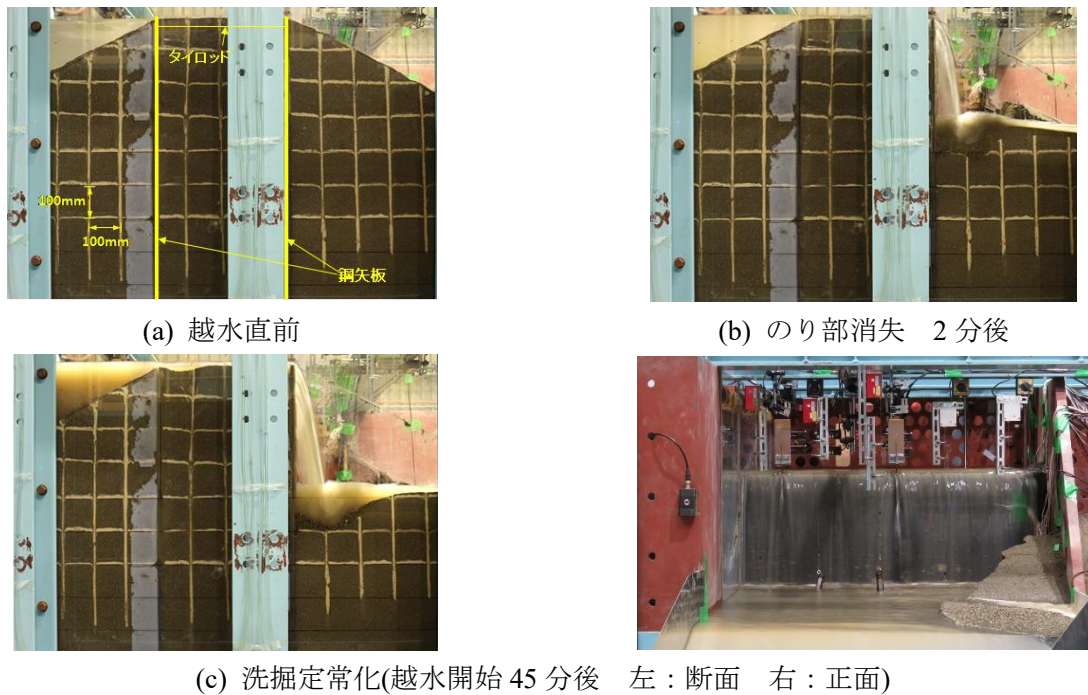 タイロッド
100mm
100mm
鋼矢板
(a) 越水直前
(b) のり部消失　2 分後
(c) 洗掘定常化(越水開始 45 分後　左：断面　右：正面)